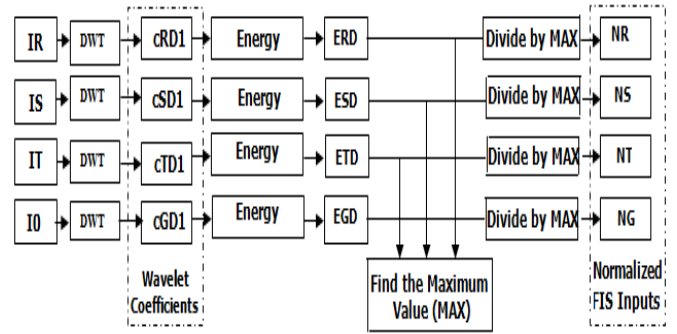 IR DWT cRD1 Energy ERD Divide by MAX NR
IS DWT cSD1 Energy ESD Divide by MAX NS
IT DWT cTD1 Energy ETD Divide by MAX NT
I0 DWT cGD1 Energy EGD Divide by MAX NG
Wavelet
Coefficients
Find the Maximum
Value (MAX)
Normalized
FIS Inputs